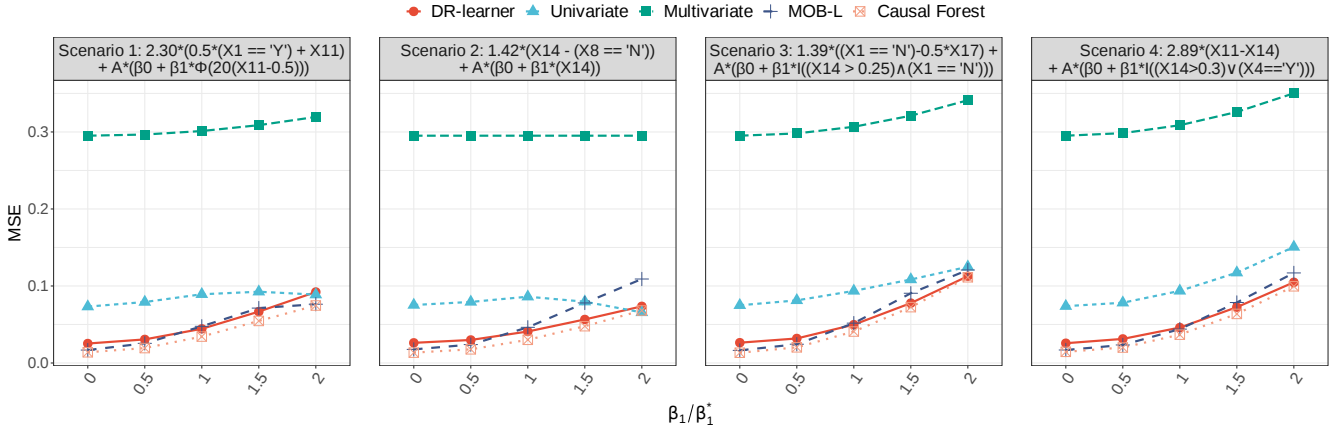 DR-learner Univariate Multivariate MOB-L Causal Forest
Scenario 1: 2.30*(0.5*(X1 == 'Y') + X11)
+ A*(β0 + β1*Φ(20(X11-0.5)))
Scenario 2: 1.42*(X14 - (X8 == 'N'))
+ A*(β0 + β1*(X14))
Scenario 3: 1.39*((X1 == 'N')-0.5*X17) +
A*(β0 + β1*I((X14 > 0.25)∧(X1 == 'N')))
Scenario 4: 2.89*(X11-X14)
+ A*(β0 + β1*I((X14>0.3)∨(X4=='Y')))
MSE
0.3
0.2
0.1
0.0
0 0.5 1 1.5 2
0 0.5 1 1.5 2
0 0.5 1 1.5 2
0 0.5 1 1.5 2
β₁/β₁*